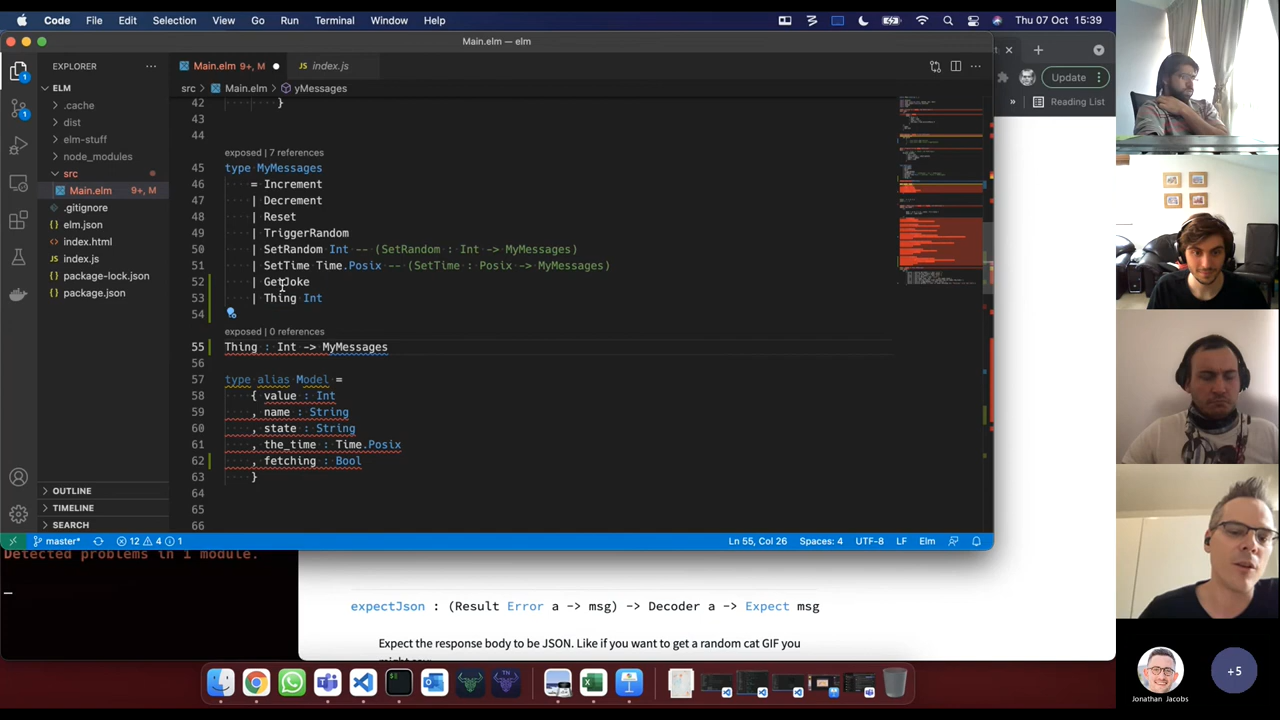 Code File Edit Selection View Go Run Terminal Window Help Thu 07 Oct 15:39
Main.elm — elm
EXPLORER
Main.elm 9+, M
index.js
Update
Reading List
ELM
src > Main.elm > yMessages
.cache
dist
elm-stuff
node_modules
src
Main.elm 9+, M
.gitignore
elm.json
index.html
index.js
package-lock.json
package.json
OUTLINE
TIMELINE
SEARCH
42 }
43
44
exposed | 7 references
45 type MyMessages
46 = Increment
47 | Decrement
48 | Reset
49 | TriggerRandom
50 | SetRandom Int -- (SetRandom : Int -> MyMessages)
51 | SetTime Time.Posix -- (SetTime : Posix -> MyMessages)
52 | GetJoke
53 | Thing Int
54
exposed | 0 references
55 Thing : Int -> MyMessages
56
57 type alias Model =
58 { value : Int
59 , name : String
60 , state : String
61 , the_time : Time.Posix
62 , fetching : Bool
63 }
64
65
66
master* 12 4 1 Ln 55, Col 26 Spaces: 4 UTF-8 LF Elm
Detected problems in 1 module.
expectJson : (Result Error a -> msg) -> Decoder a -> Expect msg
Expect the response body to be JSON. Like if you want to get a random cat GIF you
Jonathan Jacobs
+5